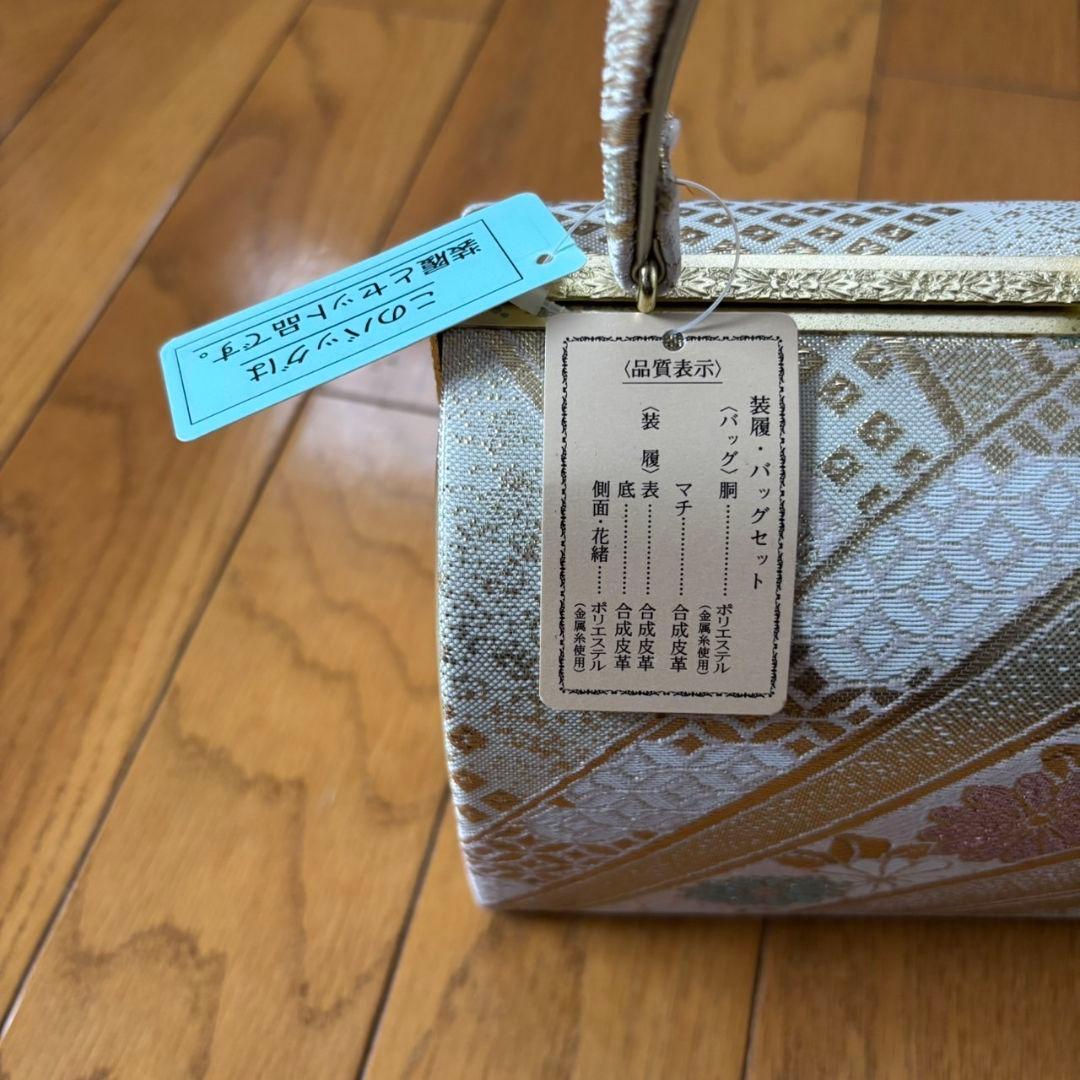 このバッグは
装履とセット品です。
〈品質表示〉
装履・バッグセット
〈バッグ〉胴…………ポリエステル
(金属糸使用)
マチ…………合成皮革
〈装履〉表…………合成皮革
底…………合成皮革
側面・花緒……ポリエステル
(金属糸使用)